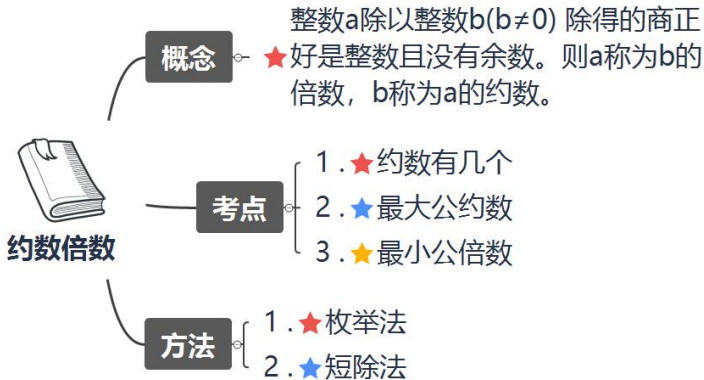 概念
整数a除以整数b(b≠0) 除得的商正
好是整数且没有余数。则a称为b的
倍数，b称为a的约数。
约数倍数
考点
1 . 约数有几个
2 . 最大公约数
3 . 最小公倍数
方法
1 . 枚举法
2 . 短除法